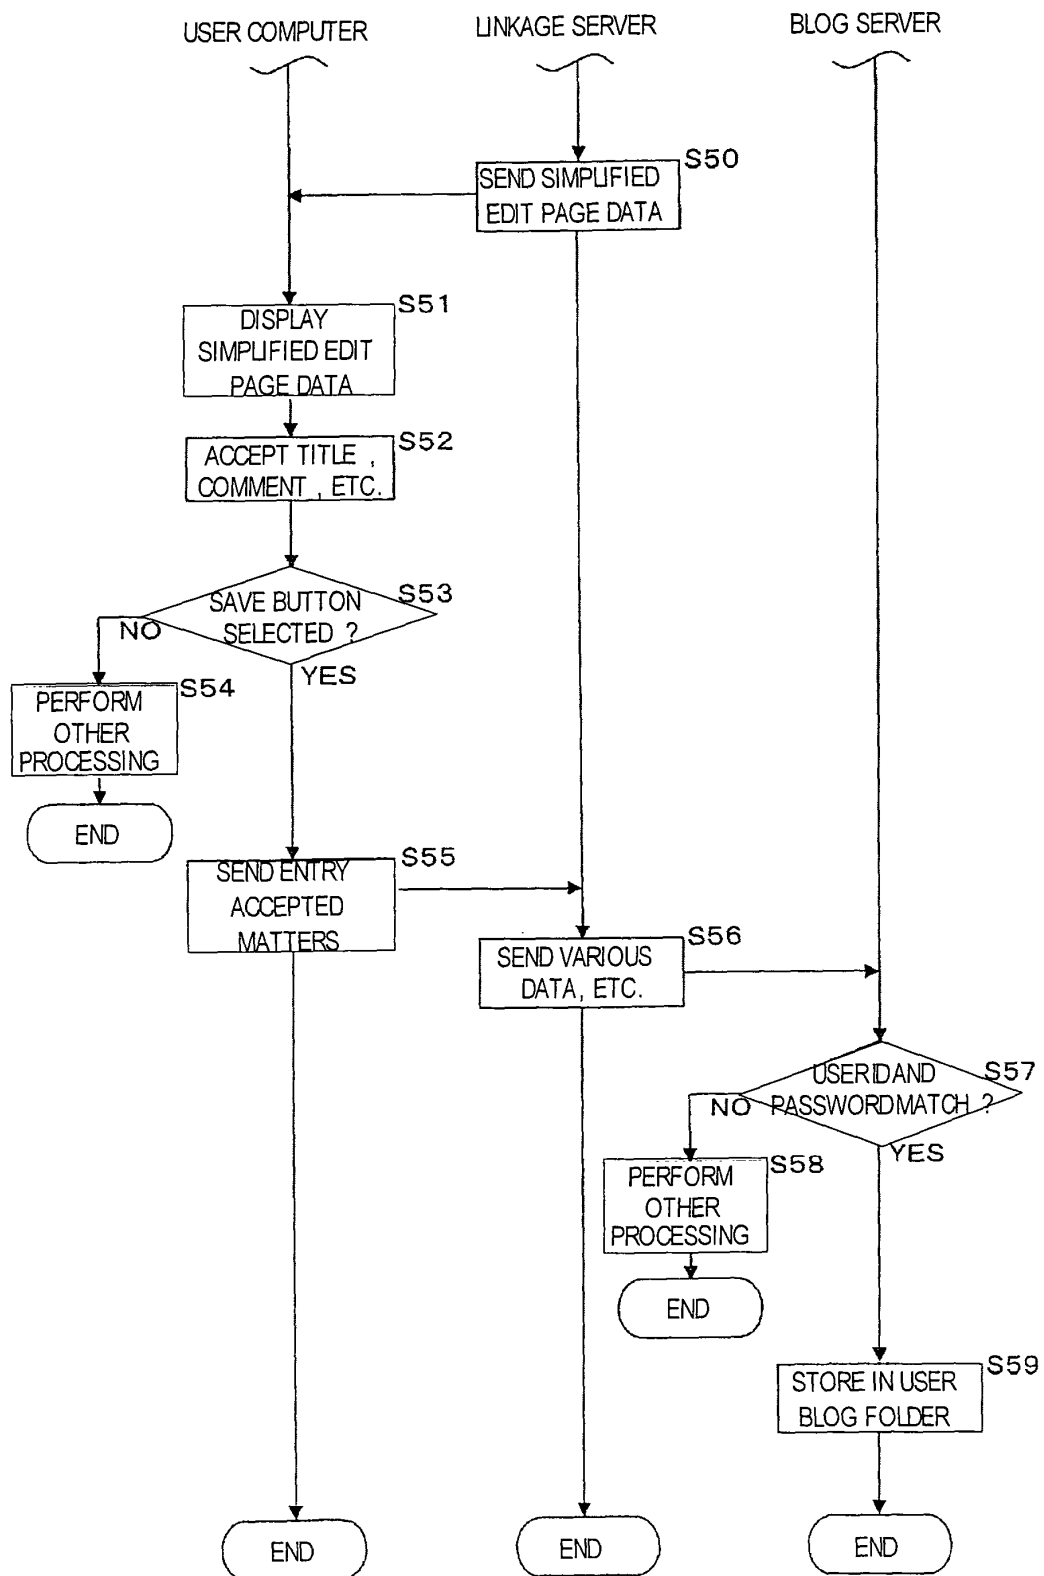 USER COMPUTER
LINKAGE SERVER
BLOG SERVER
S50
SEND SIMPLIFIED
EDIT PAGE DATA
S51
DISPLAY
SIMPLIFIED EDIT
PAGE DATA
S52
ACCEPT TITLE ,
COMMENT , ETC.
S53
SAVE BUTTON
SELECTED ?
NO
YES
S54
PERFORM
OTHER
PROCESSING
END
S55
SEND ENTRY
ACCEPTED
MATTERS
S56
SEND VARIOUS
DATA, ETC.
S57
USER ID AND
PASSWORD MATCH ?
NO
YES
S58
PERFORM
OTHER
PROCESSING
END
S59
STORE IN USER
BLOG FOLDER
END
END
END